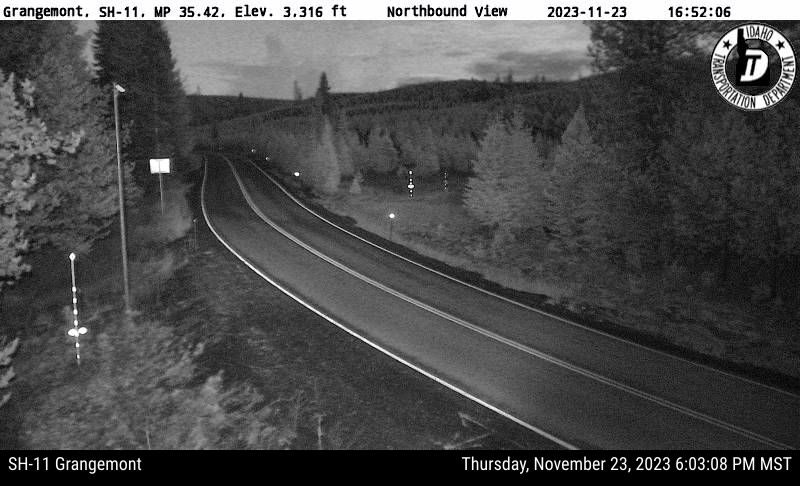 Grangemont, SH-11, MP 35.42, Elev. 3,316 ft Northbound View 2023-11-23 16:52:06
IDAHO
TRANSPORTATION DEPARTMENT
SH-11 Grangemont Thursday, November 23, 2023 6:03:08 PM MST